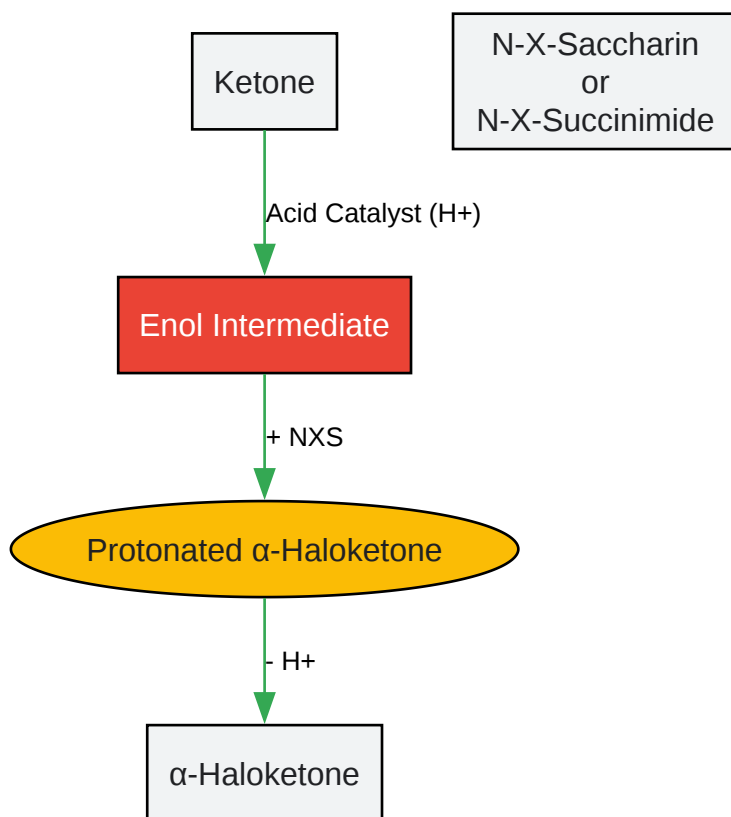 Ketone
N-X-Saccharin
or
N-X-Succinimide
Acid Catalyst (H+)
Enol Intermediate
+ NXS
Protonated α-Haloketone
- H+
α-Haloketone